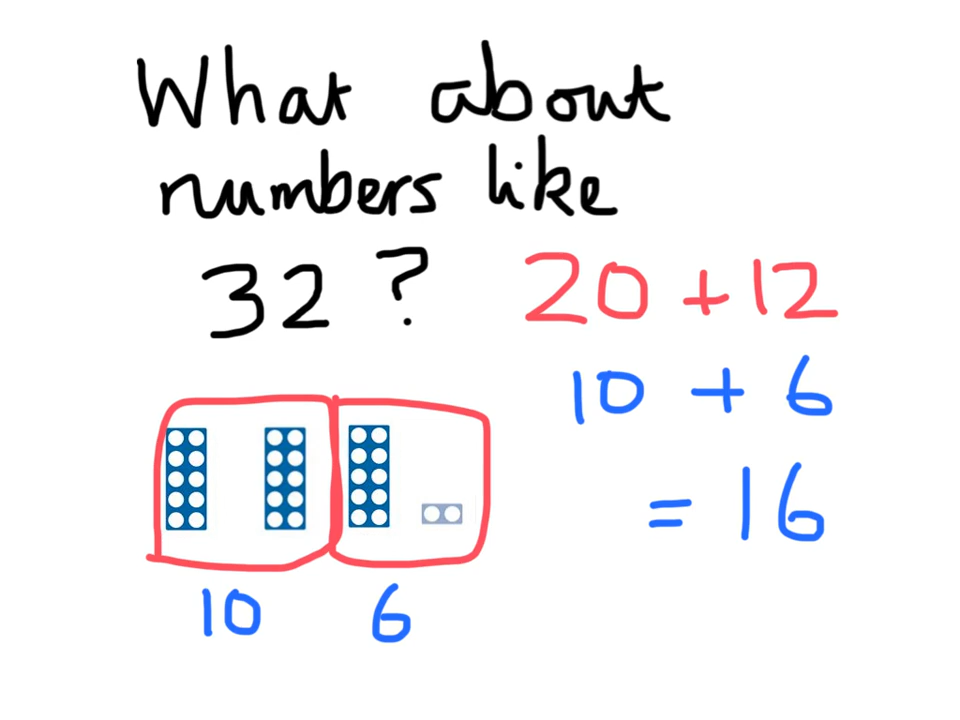 What about
numbers like
32 ? 20 + 12
10 + 6
= 16
10 6